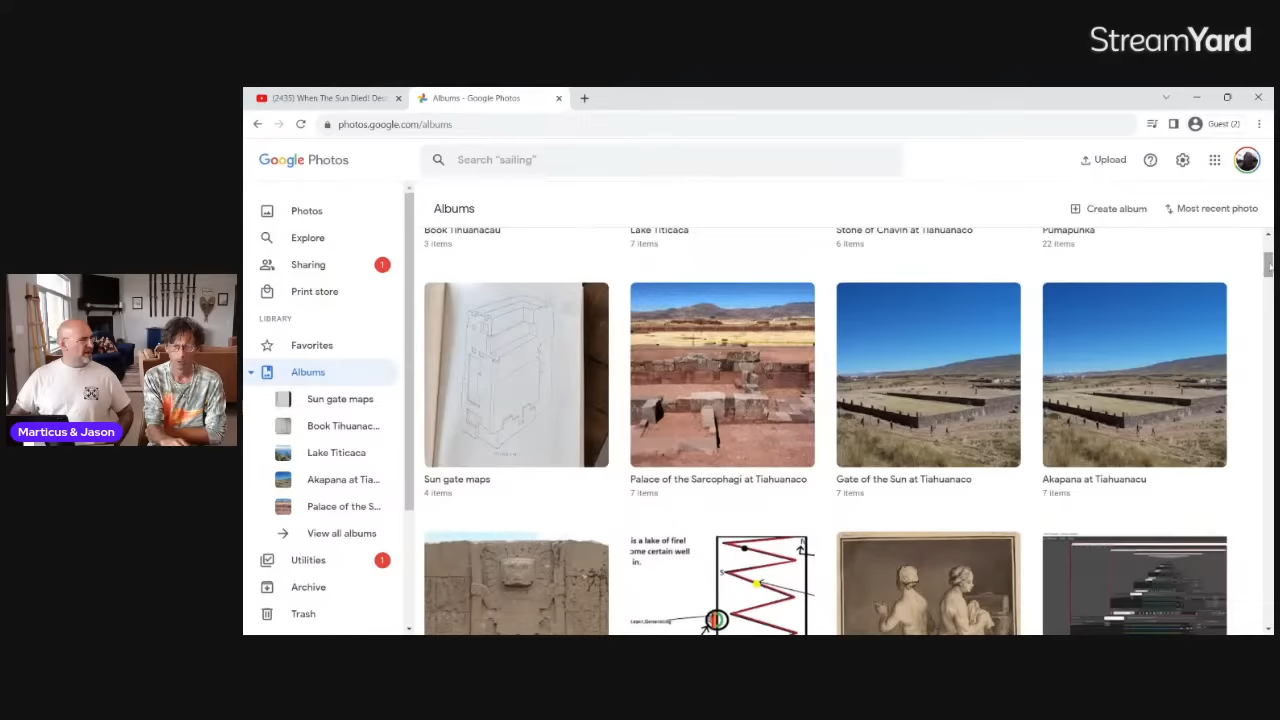 StreamYard
(2435) When The Sun Died! Des
Albums - Google Photos
photos.google.com/albums
Guest (2)
Google Photos
Search "sailing"
Upload
Photos
Explore
Sharing
1
Print store
LIBRARY
Favorites
Albums
Sun gate maps
Book Tihuanac...
Lake Titicaca
Akapana at Tia...
Palace of the S...
View all albums
Utilities
1
Archive
Trash
Albums
Create album
Most recent photo
Book Tihuanacau
3 items
Lake Titicaca
7 items
Stone of Chavin at Tiahuanaco
6 items
Pumapunka
22 items
Sun gate maps
4 items
Palace of the Sarcophagi at Tiahuanaco
7 items
Gate of the Sun at Tiahuanaco
7 items
Akapana at Tiahuanacu
7 items
is a lake of fire!
ome certain well
in.
N
S
Marticus & Jason